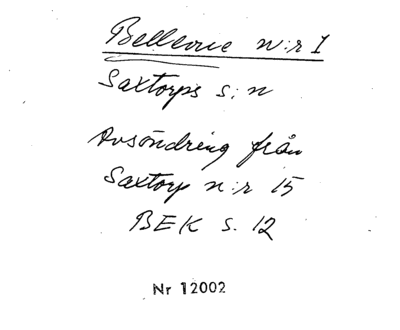 Bellevue n:r 1
Saxtorps s:n
Avsöndring från
Saxtorp n:r 15
BEK s. 12
Nr 12002